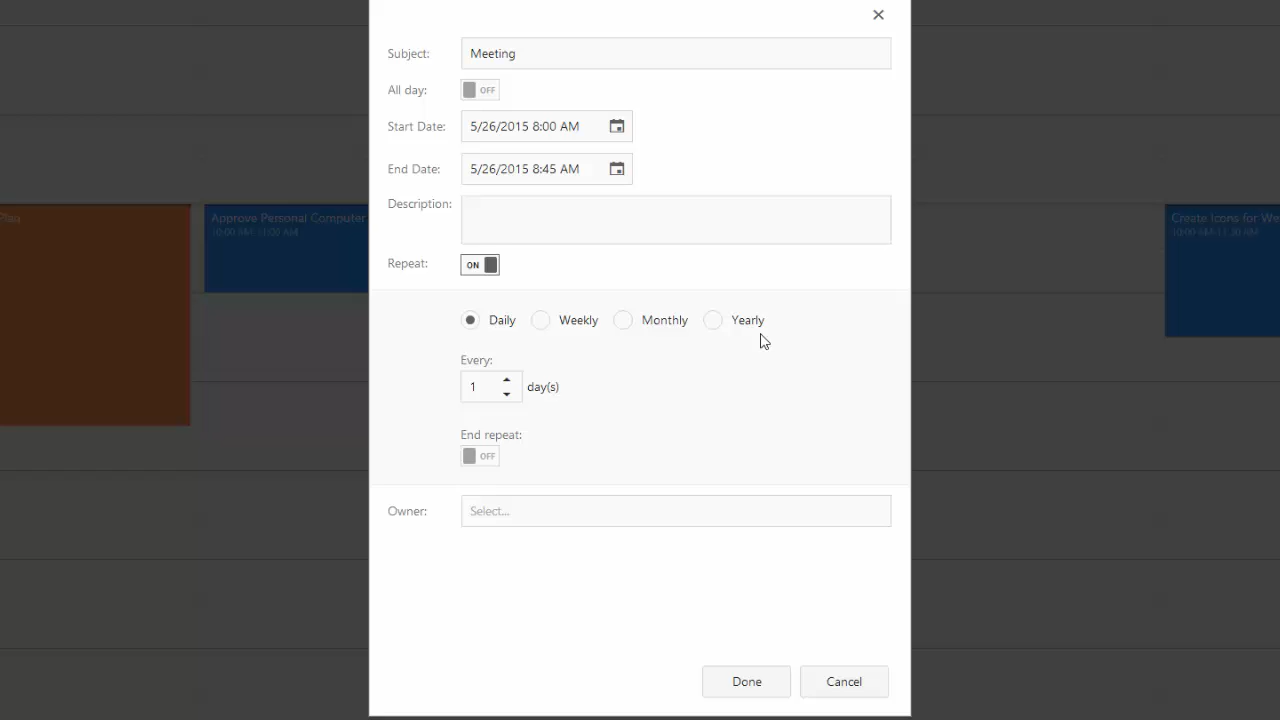 Subject: Meeting
All day: OFF
Start Date: 5/26/2015 8:00 AM
End Date: 5/26/2015 8:45 AM
Description:
Plan
Approve Personal Computer
10:00 AM-11:00 AM
Create Icons for We
10:00 AM-11:30 AM
Repeat: ON
Daily Weekly Monthly Yearly
Every:
1 day(s)
End repeat:
OFF
Owner: Select...
Done Cancel